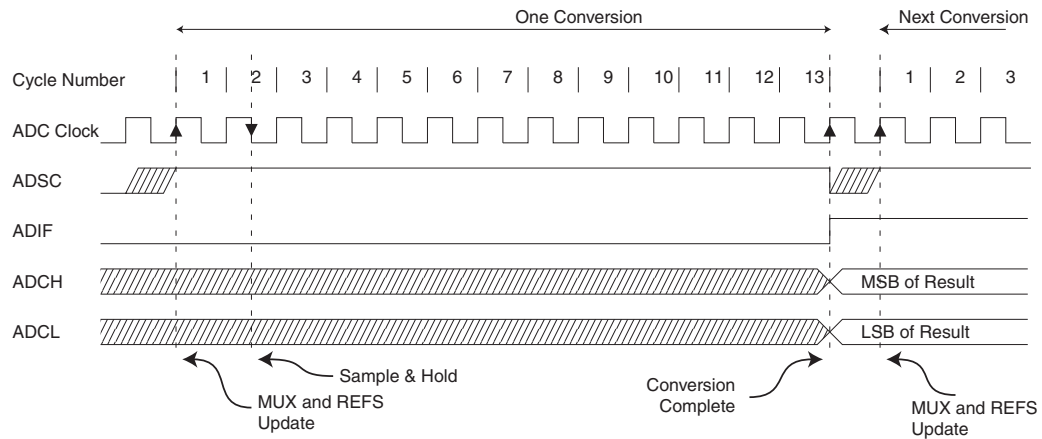 One Conversion
Next Conversion
Cycle Number 1 2 3 4 5 6 7 8 9 10 11 12 13 1 2 3
ADC Clock
ADSC
ADIF
ADCH
MSB of Result
ADCL
LSB of Result
Sample & Hold
MUX and REFS
Update
Conversion
Complete
MUX and REFS
Update